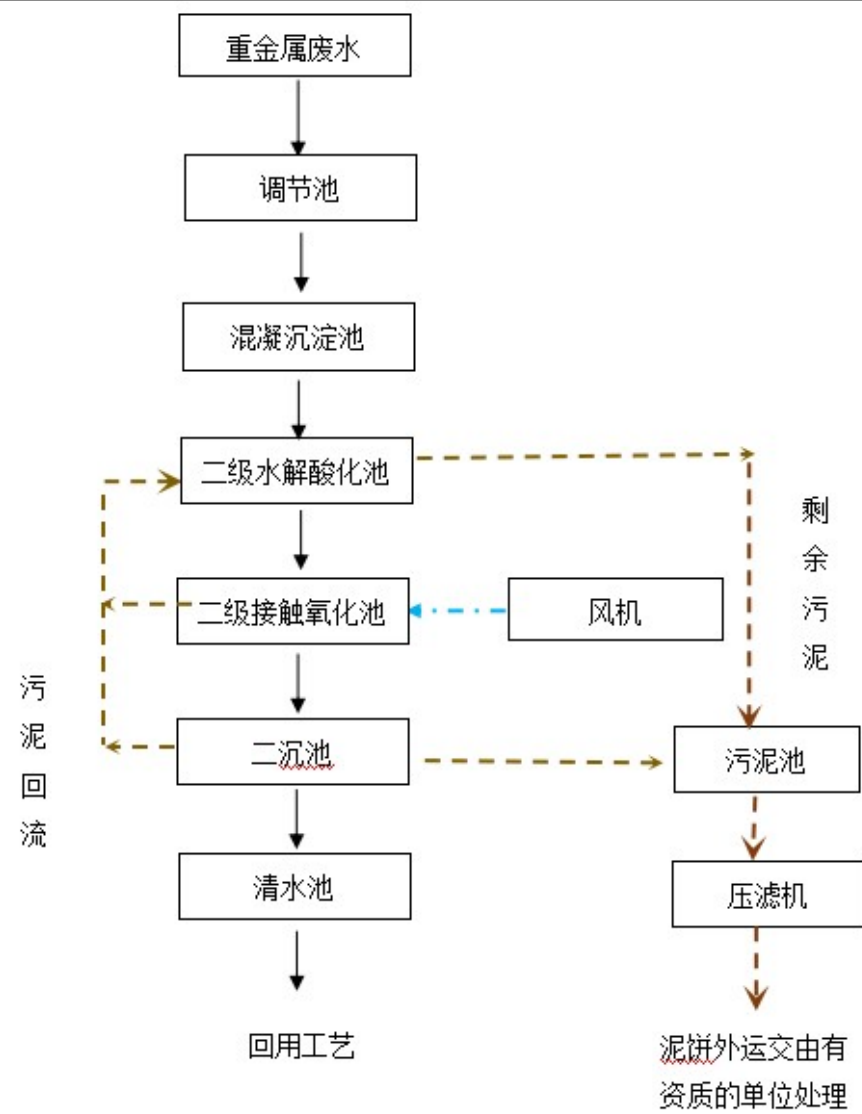 重金属废水
调节池
混凝沉淀池
二级水解酸化池
二级接触氧化池
风机
剩余污泥
污泥回流
二沉池
污泥池
清水池
压滤机
回用工艺
泥饼外运交由有
资质的单位处理